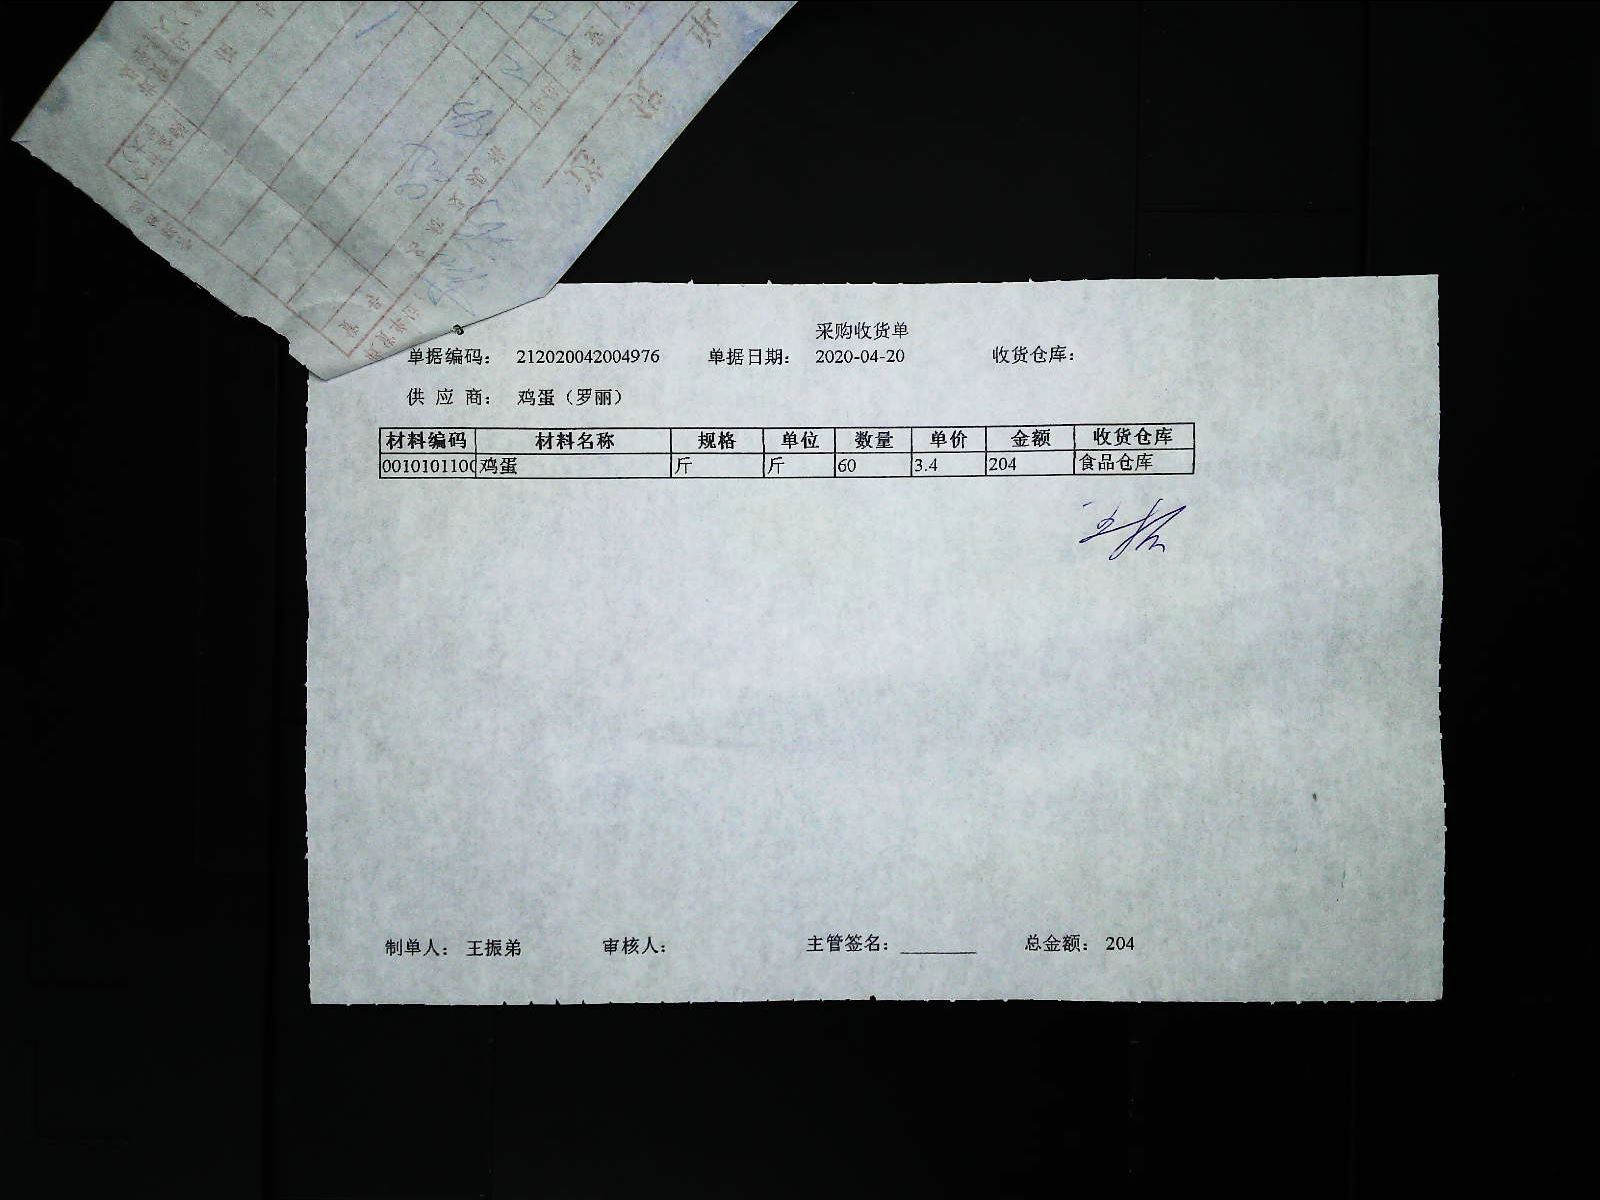 采购收货单
单据编码： 212020042004976 单据日期： 2020-04-20 收货仓库：
供 应 商： 鸡蛋（罗丽）
材料编码 材料名称 规格 单位 数量 单价 金额 收货仓库
0010101100 鸡蛋 斤 斤 60 3.4 204 食品仓库
制单人： 王振弟 审核人： 主管签名：_______ 总金额： 204